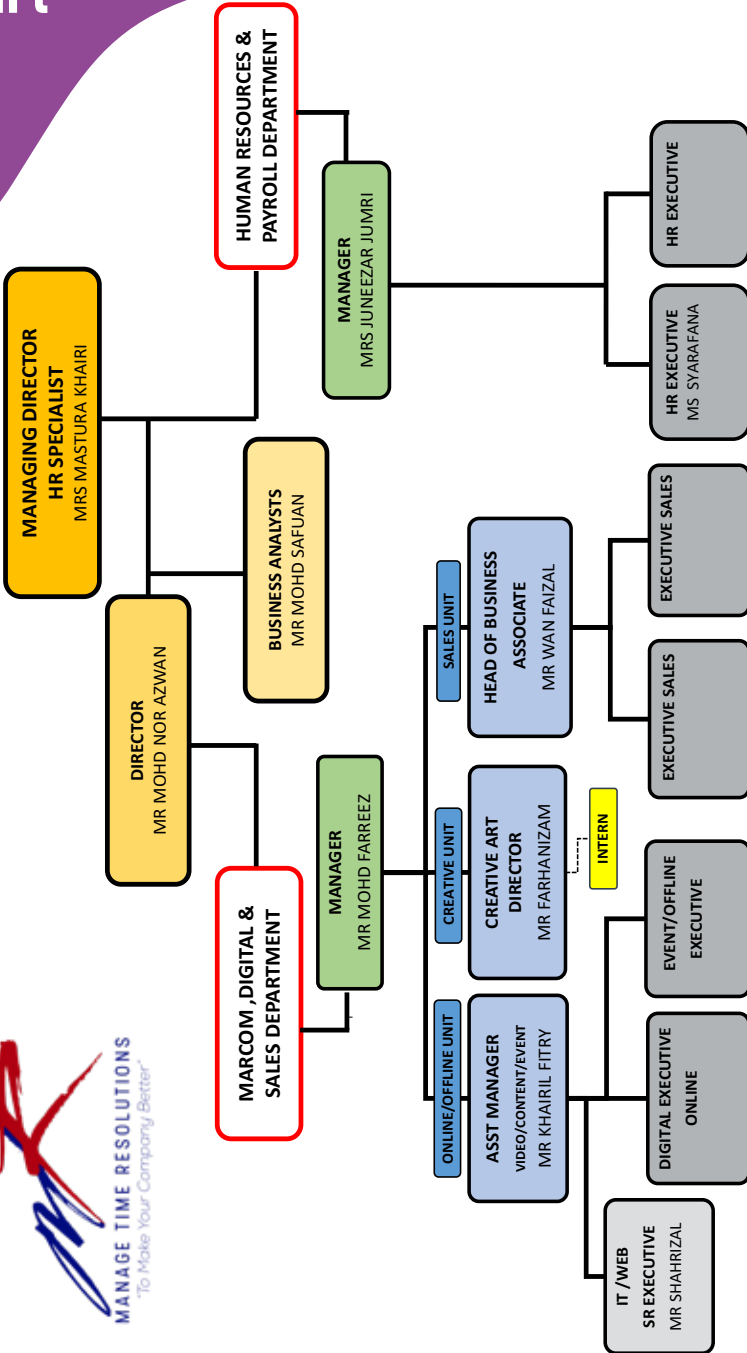 MANAGE TIME RESOLUTIONS
"To Make Your Company Better"
MANAGING DIRECTOR
HR SPECIALIST
MRS MASTURA KHAIRI
DIRECTOR
MR MOHD NOR AZWAN
BUSINESS ANALYSTS
MR MOHD SAFUAN
MARCOM ,DIGITAL &
SALES DEPARTMENT
HUMAN RESOURCES &
PAYROLL DEPARTMENT
MANAGER
MR MOHD FARREEZ
MANAGER
MRS JUNEEZAR JUMRI
ONLINE/OFFLINE UNIT
CREATIVE UNIT
SALES UNIT
ASST MANAGER
VIDEO/CONTENT/EVENT
MR KHAIRIL FITRY
CREATIVE ART
DIRECTOR
MR FARHANIZAM
HEAD OF BUSINESS
ASSOCIATE
MR WAN FAIZAL
INTERN
IT /WEB
SR EXECUTIVE
MR SHAHRIZAL
DIGITAL EXECUTIVE
ONLINE
EVENT/OFFLINE
EXECUTIVE
EXECUTIVE SALES
EXECUTIVE SALES
HR EXECUTIVE
MS SYARAFANA
HR EXECUTIVE